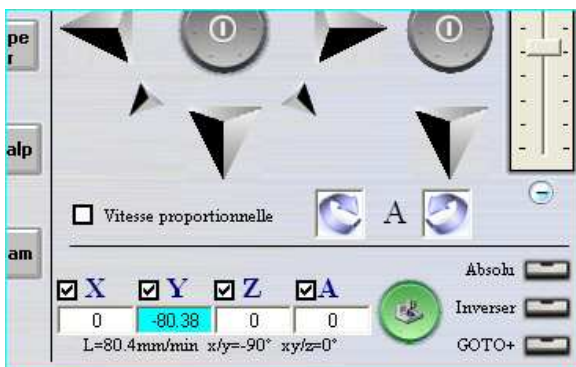 pe
r
alp
Vitesse proportionnelle
A
am
X Y Z A
Absolu
0 -80.38 0 0
Inverser
L=80.4mm/min x/y=-90° xy/z=0°
GOTO+